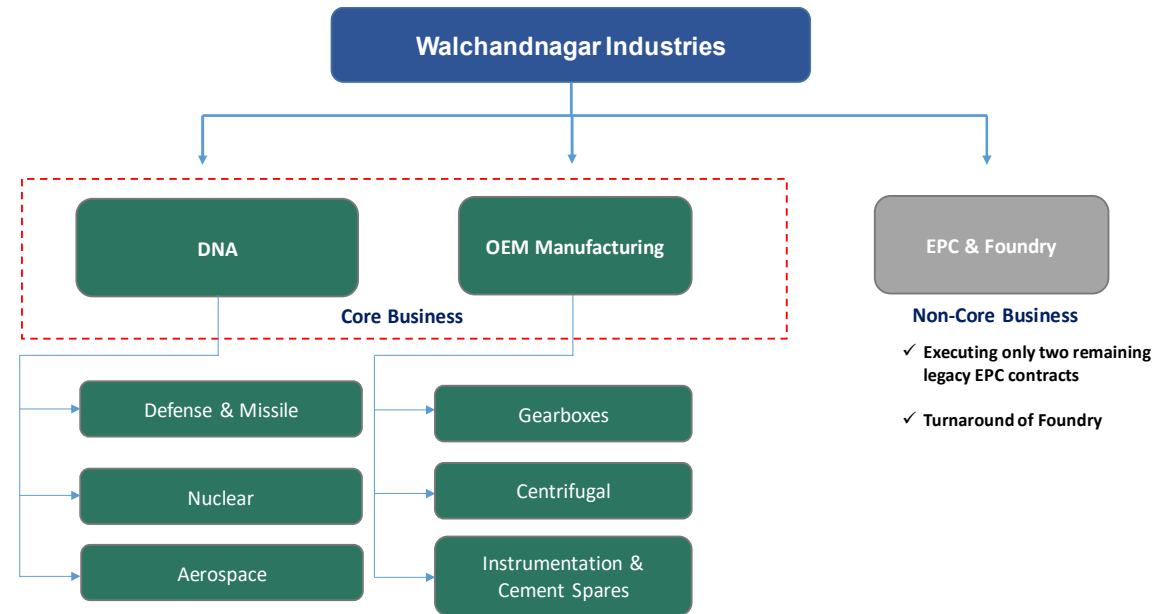 Walchandnagar Industries
DNA
OEM Manufacturing
EPC & Foundry
Core Business
Non-Core Business
✓ Executing only two remaining
legacy EPC contracts
✓ Turnaround of Foundry
Defense & Missile
Nuclear
Aerospace
Gearboxes
Centrifugal
Instrumentation &
Cement Spares